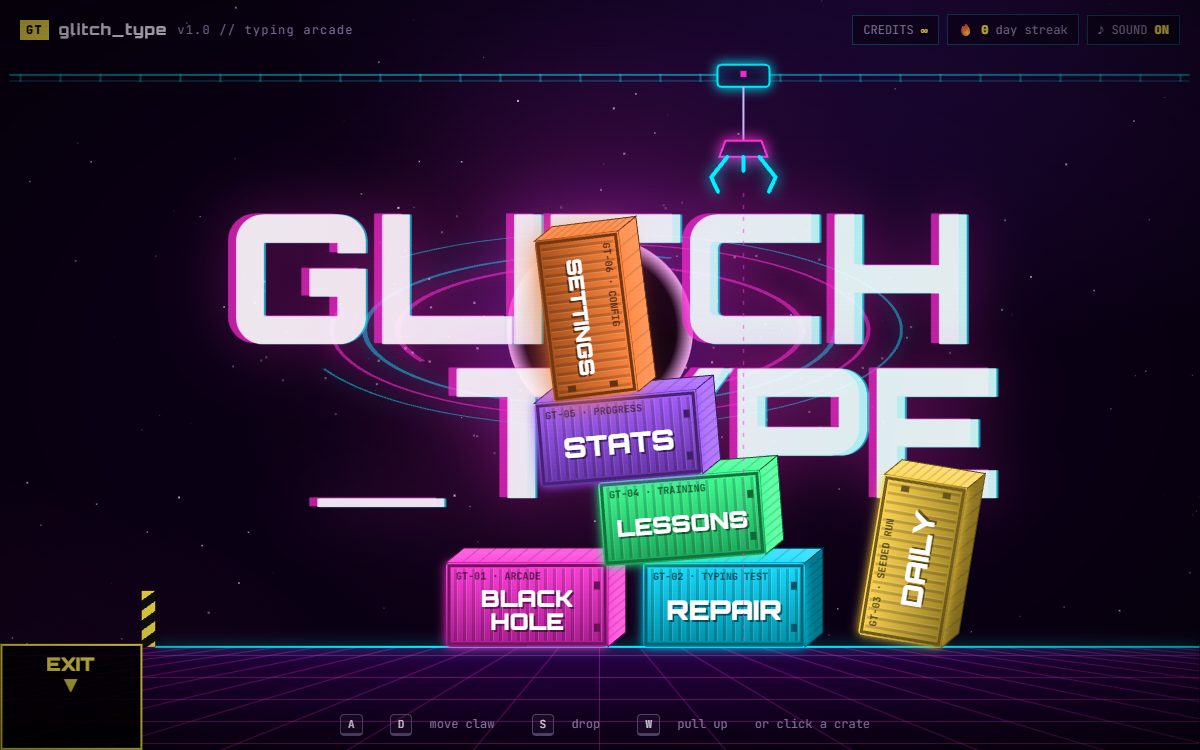 GT glitch_type v1.0 // typing arcade
CREDITS ∞
0 day streak
♪ SOUND ON
GLITCH
TYPE_
GT-06 · CONFIG
SETTINGS
GT-05 · PROGRESS
STATS
GT-04 · TRAINING
LESSONS
GT-01 · ARCADE
BLACK
HOLE
GT-02 · TYPING TEST
REPAIR
GT-03 · SEEDED RUN
DAILY
EXIT
▼
A D move claw S drop W pull up or click a crate